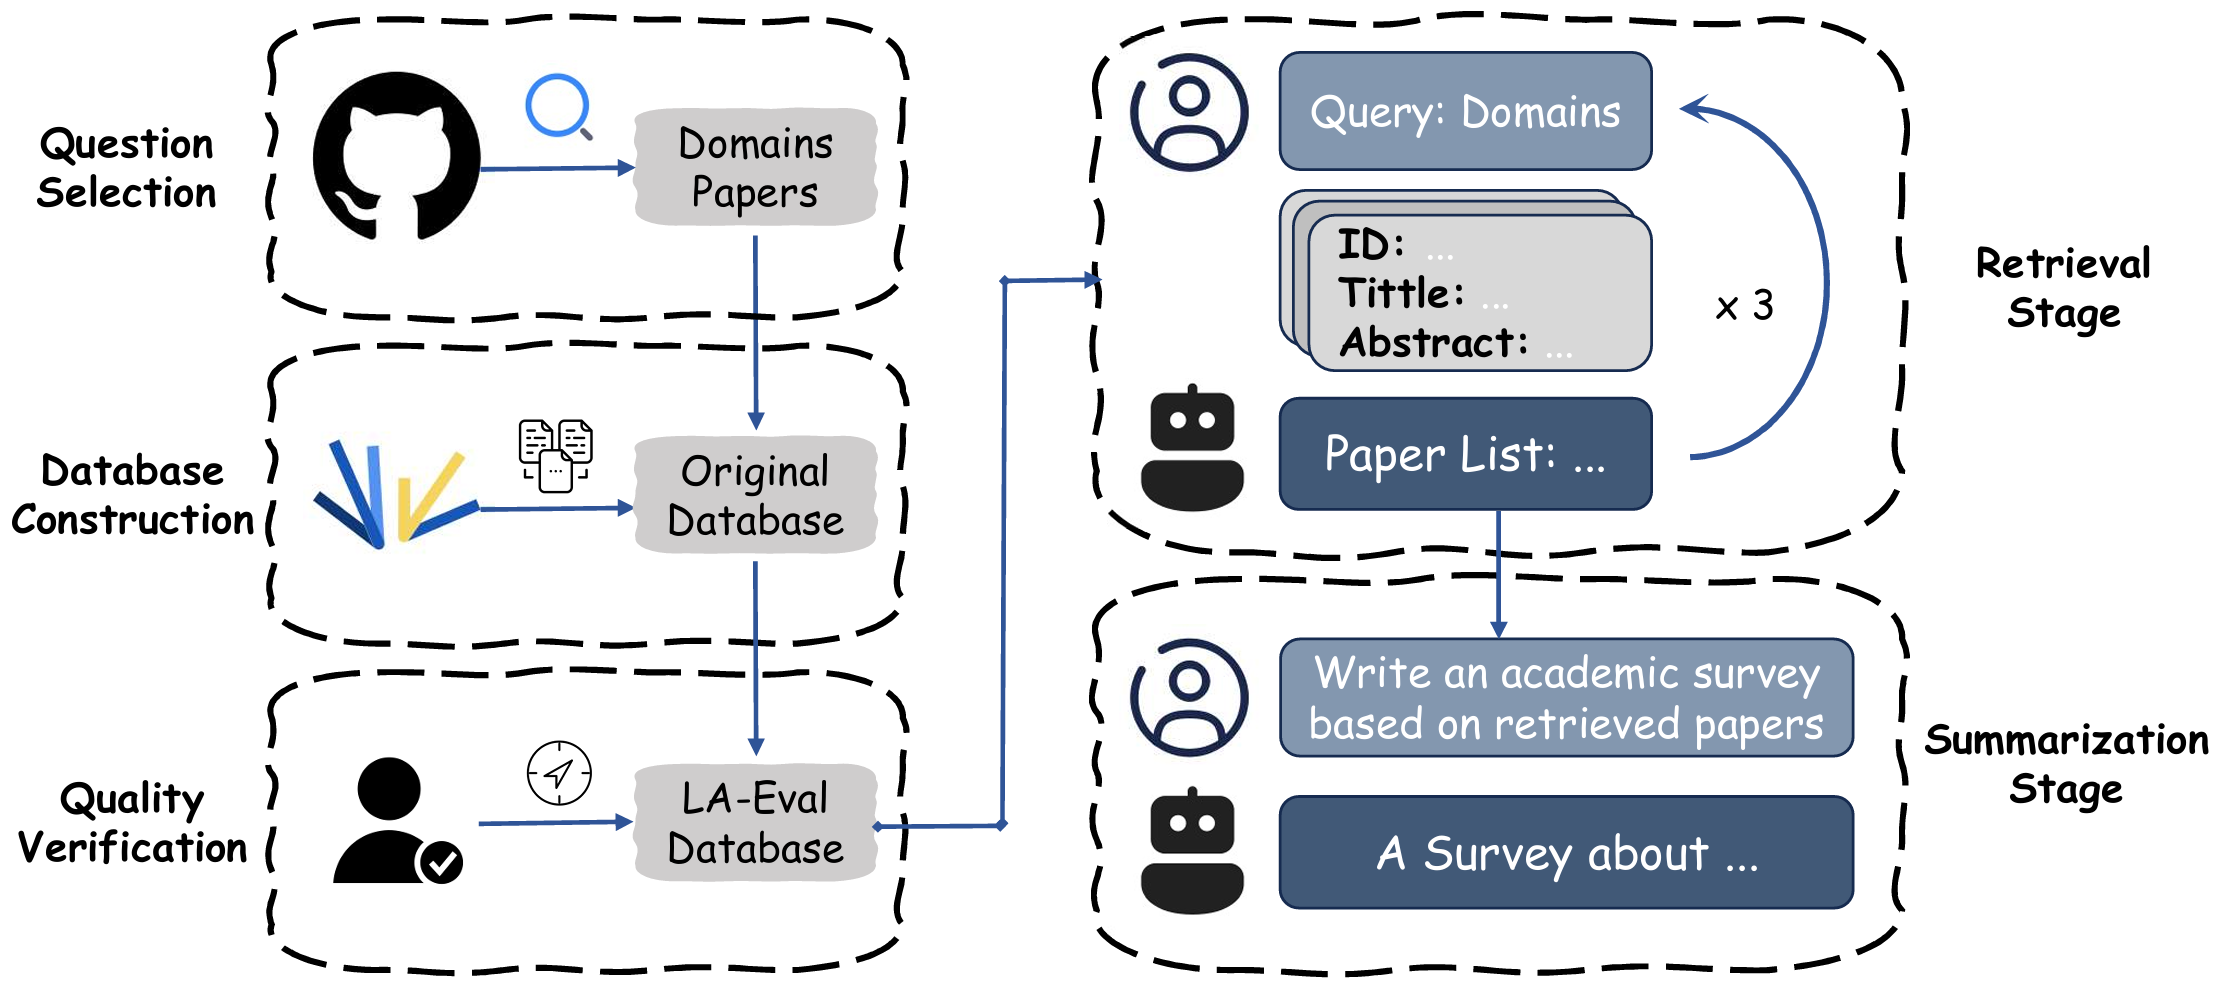 Question
Selection
Domains
Papers
Database
Construction
Original
Database
Quality
Verification
LA-Eval
Database
Query: Domains
ID: ...
Tittle: ...
Abstract: ...
x 3
Paper List: ...
Retrieval
Stage
Write an academic survey
based on retrieved papers
A Survey about ...
Summarization
Stage